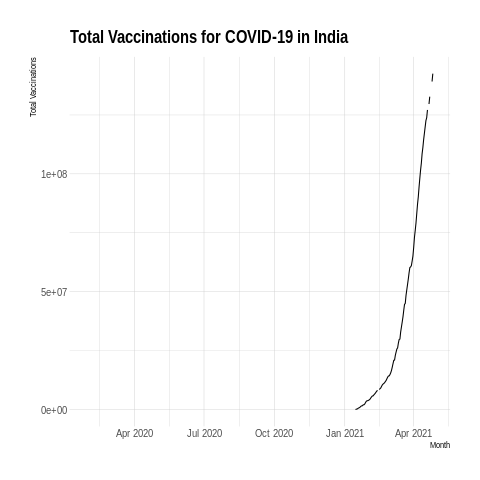 Total Vaccinations for COVID-19 in India
Total Vaccinations
1e+08
5e+07
0e+00
Apr 2020 Jul 2020 Oct 2020 Jan 2021 Apr 2021
Month